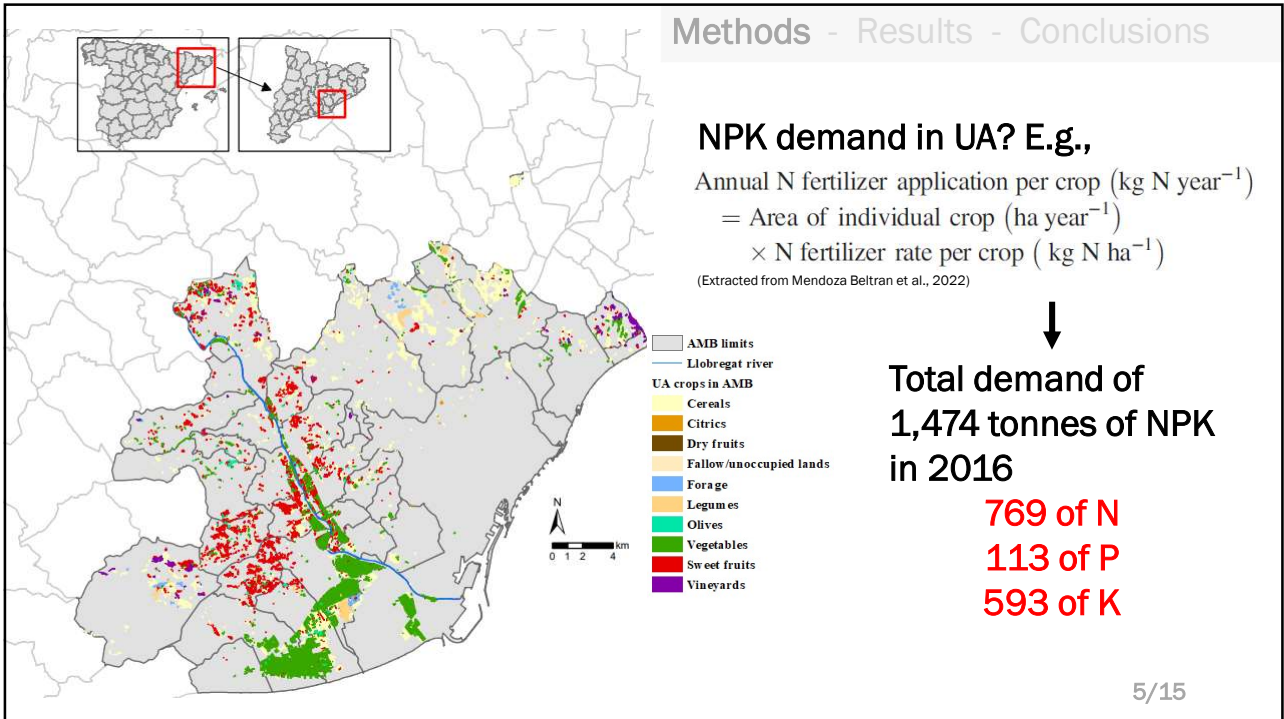 Methods - Results - Conclusions
NPK demand in UA? E.g.,
Annual N fertilizer application per crop (kg N year⁻¹)
= Area of individual crop (ha year⁻¹)
× N fertilizer rate per crop ( kg N ha⁻¹)
(Extracted from Mendoza Beltran et al., 2022)
AMB limits
Llobregat river
UA crops in AMB
Cereals
Citrics
Dry fruits
Fallow/unoccupied lands
Forage
Legumes
Olives
Vegetables
Sweet fruits
Vineyards
N
km
0 1 2 4
Total demand of
1,474 tonnes of NPK
in 2016
769 of N
113 of P
593 of K
5/15